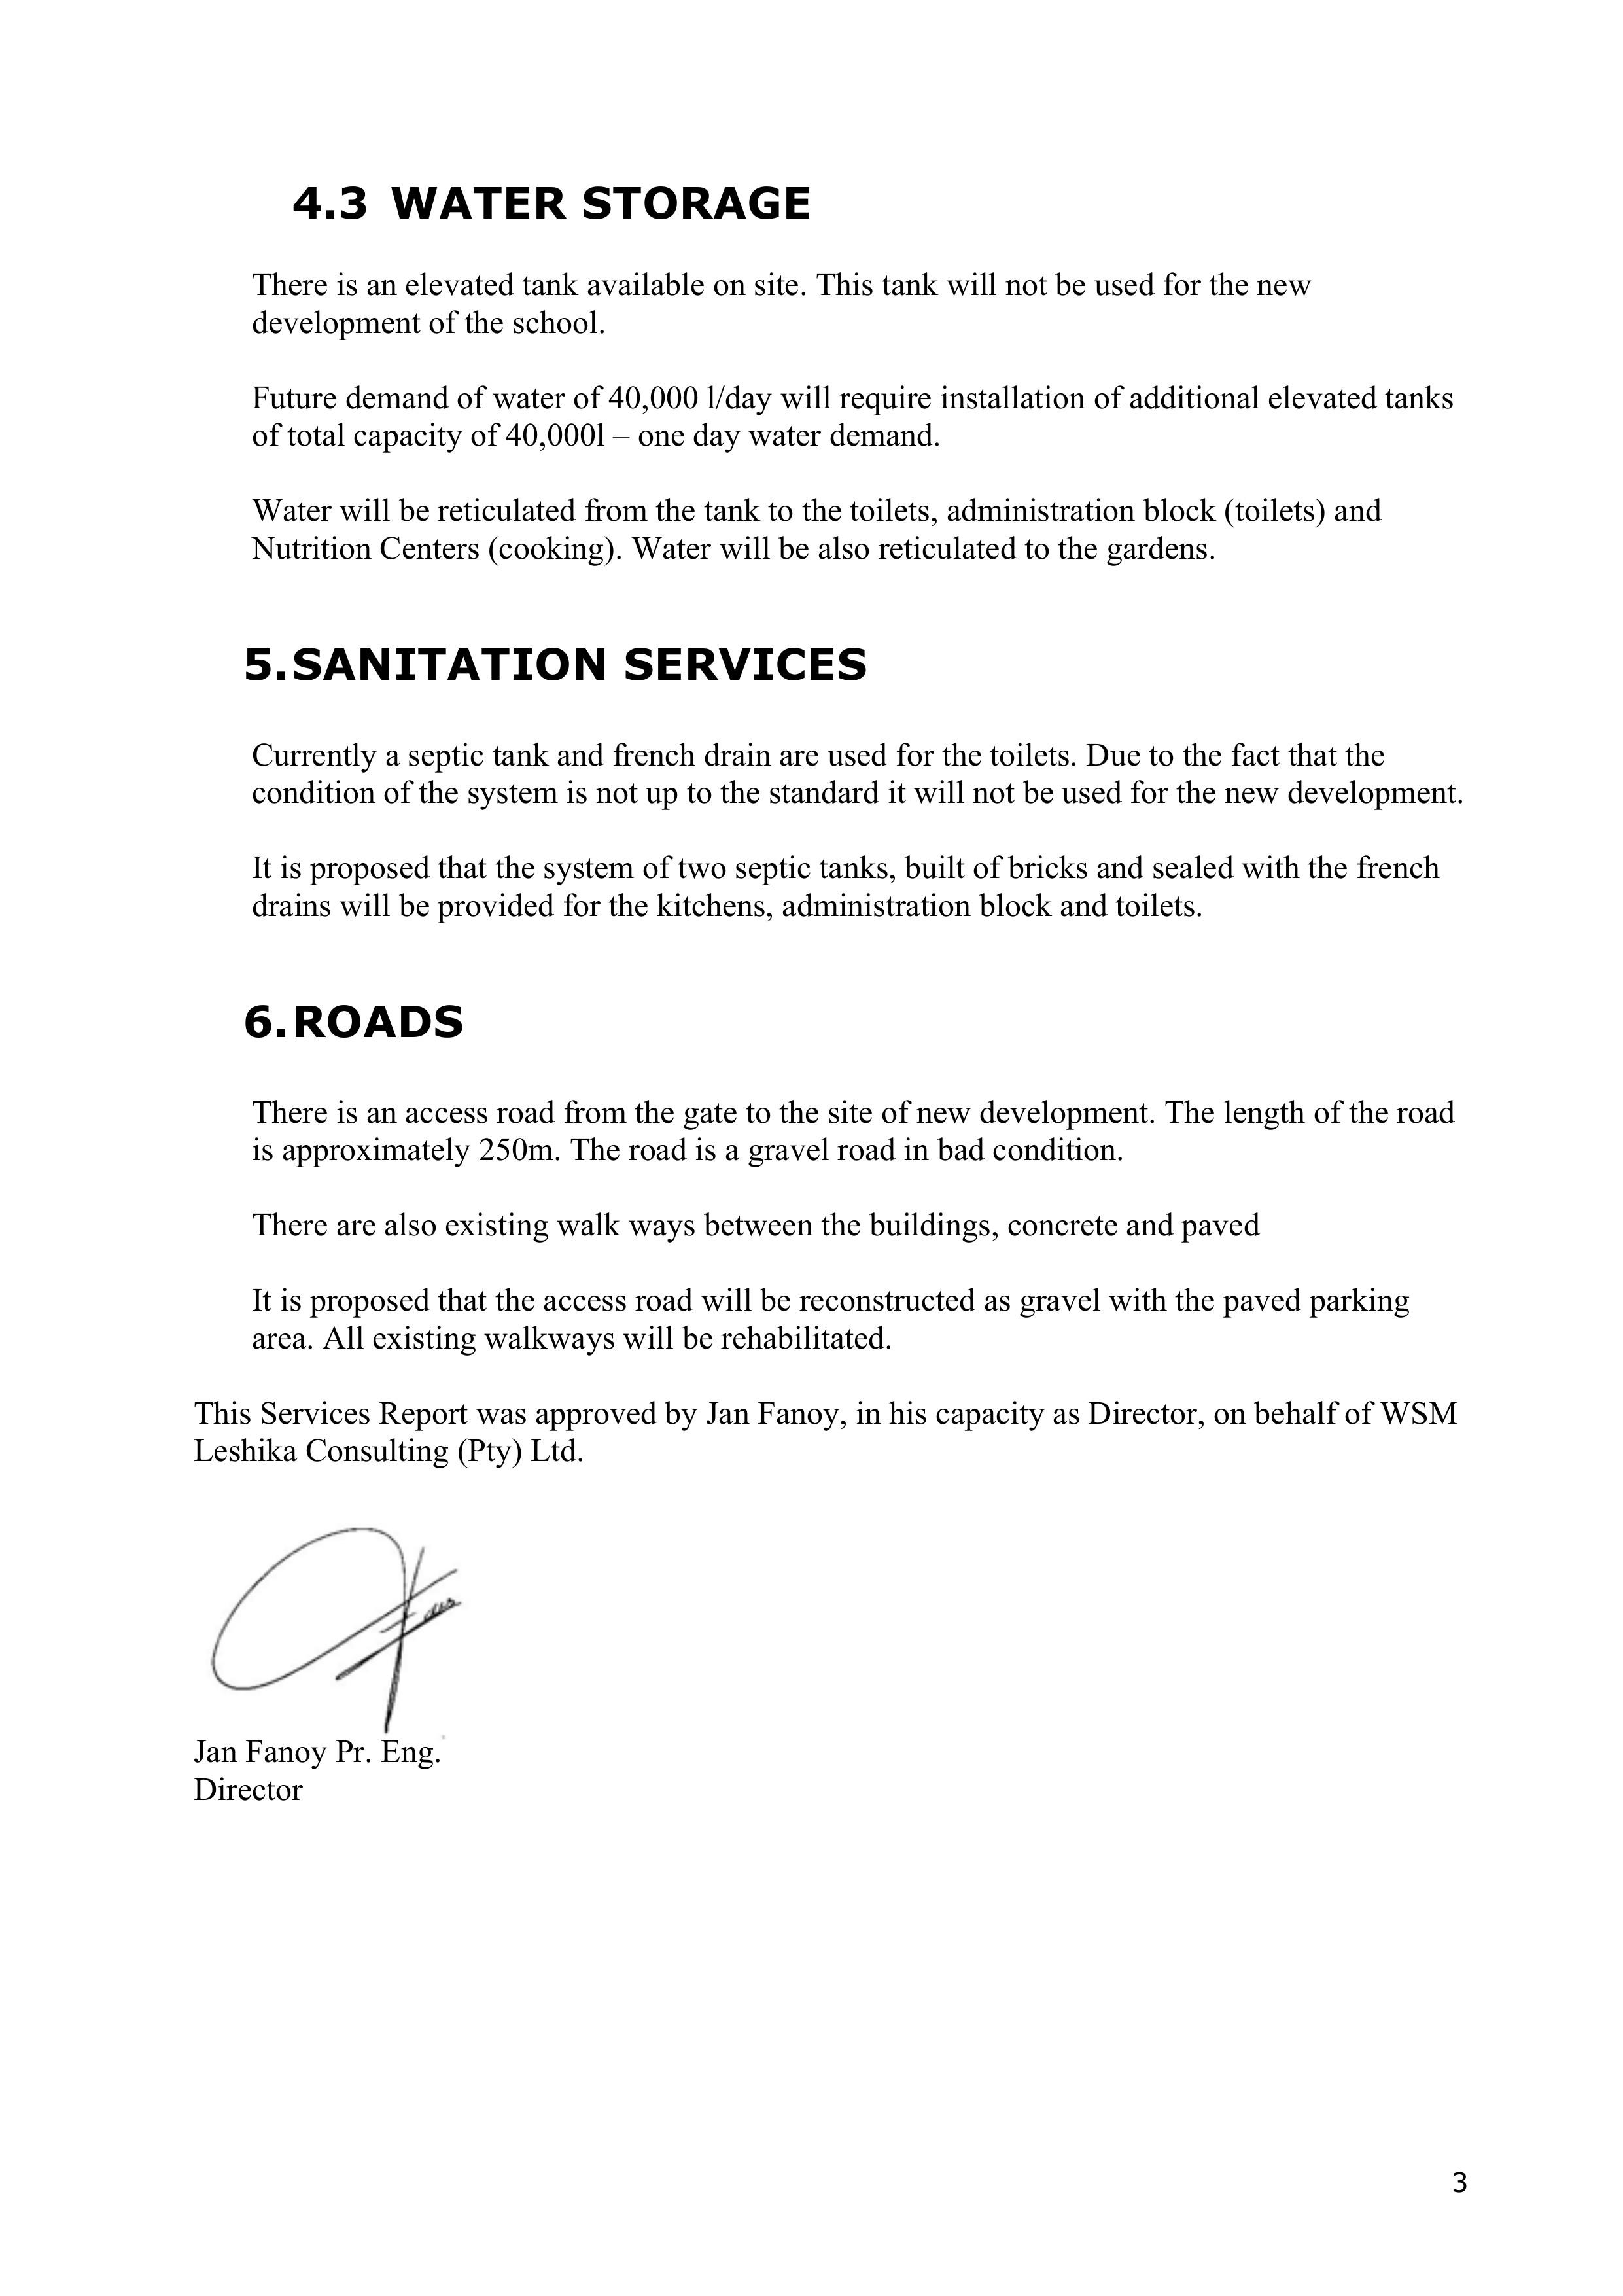 4.3 WATER STORAGE
There is an elevated tank available on site. This tank will not be used for the new
development of the school.
Future demand of water of 40,000 l/day will require installation of additional elevated tanks
of total capacity of 40,000l – one day water demand.
Water will be reticulated from the tank to the toilets, administration block (toilets) and
Nutrition Centers (cooking). Water will be also reticulated to the gardens.
5.SANITATION SERVICES
Currently a septic tank and french drain are used for the toilets. Due to the fact that the
condition of the system is not up to the standard it will not be used for the new development.
It is proposed that the system of two septic tanks, built of bricks and sealed with the french
drains will be provided for the kitchens, administration block and toilets.
6.ROADS
There is an access road from the gate to the site of new development. The length of the road
is approximately 250m. The road is a gravel road in bad condition.
There are also existing walk ways between the buildings, concrete and paved
It is proposed that the access road will be reconstructed as gravel with the paved parking
area. All existing walkways will be rehabilitated.
This Services Report was approved by Jan Fanoy, in his capacity as Director, on behalf of WSM
Leshika Consulting (Pty) Ltd.
Jan Fanoy Pr. Eng.
Director
3